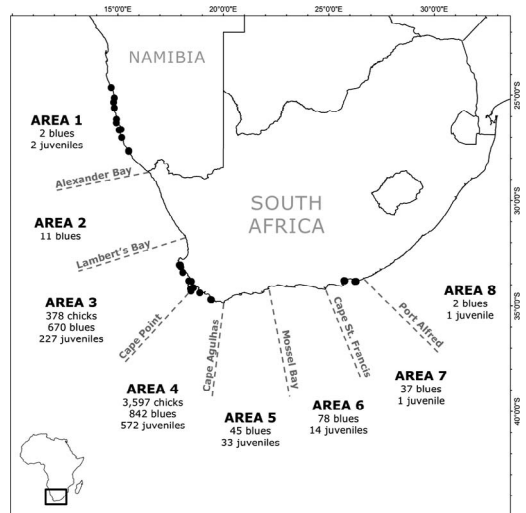 15°0'0"E
20°0'0"E
25°0'0"E
30°0'0"E
NAMIBIA
25°0'0"S
AREA 1
2 blues
2 juveniles
Alexander Bay
SOUTH
AFRICA
30°0'0"S
AREA 2
11 blues
Lambert's Bay
AREA 3
378 chicks
670 blues
227 juveniles
Cape Point
Cape Agulhas
Mossel Bay
Cape St. Francis
Port Alfred
AREA 8
2 blues
1 juvenile
35°0'0"S
AREA 4
3,597 chicks
842 blues
572 juveniles
AREA 5
45 blues
33 juveniles
AREA 6
78 blues
14 juveniles
AREA 7
37 blues
1 juvenile
40°0'0"S